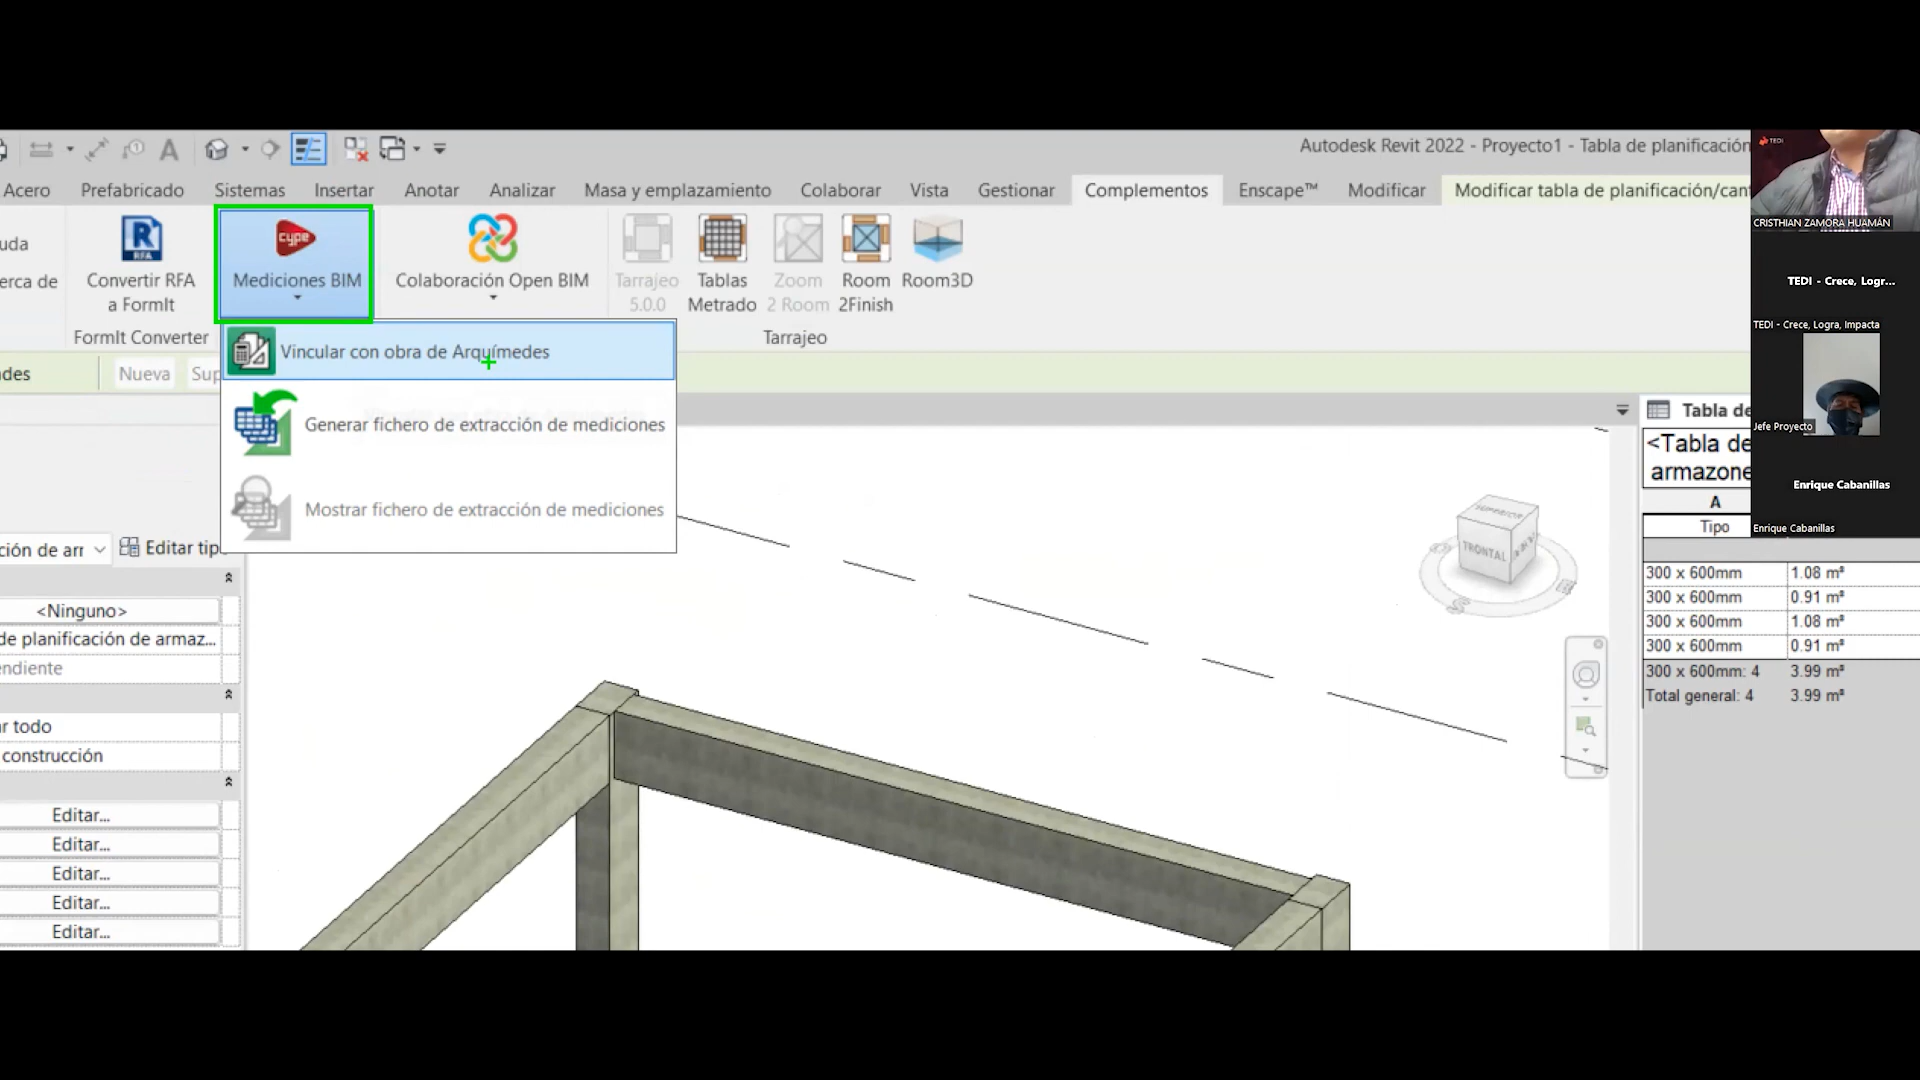 Autodesk Revit 2022 - Proyecto1 - Tabla de planificación
Acero Prefabricado Sistemas Insertar Anotar Analizar Masa y emplazamiento Colaborar Vista Gestionar Complementos Enscape™ Modificar Modificar tabla de planificación/cant
uda
erca de
Convertir RFA
a FormIt
FormIt Converter
cype
Mediciones BIM
Colaboración Open BIM
Tarrajeo
5.0.0
Tablas
Metrado
Zoom
2 Room
Room
2Finish
Room3D
Tarrajeo
des
Nueva
Sup
Vincular con obra de Arquímedes
Generar fichero de extracción de mediciones
Mostrar fichero de extracción de mediciones
ción de arr
Editar tip
<Ninguno>
de planificación de armaz...
endiente
ar todo
construcción
Editar...
Editar...
Editar...
Editar...
Editar...
SUPERIOR
FRONTAL
Tabla de
<Tabla de
armazone
A
Tipo
300 x 600mm 1.08 m³
300 x 600mm 0.91 m³
300 x 600mm 1.08 m³
300 x 600mm 0.91 m³
300 x 600mm: 4 3.99 m³
Total general: 4 3.99 m³
TEDI
CRISTHIAN ZAMORA HUAMÁN
TEDI - Crece, Logr...
TEDI - Crece, Logra, Impacta
Jefe Proyecto
Enrique Cabanillas
Enrique Cabanillas